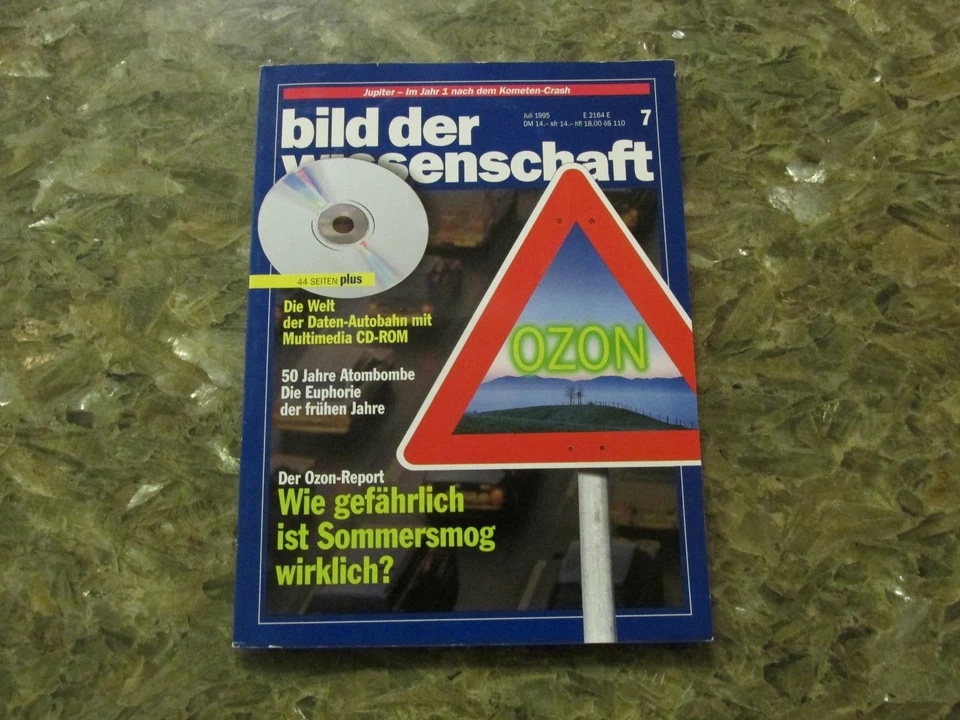 Jupiter – Im Jahr 1 nach dem Kometen-Crash
bild der
wissenschaft
Juli 1995 E 2164 E
DM 14.– sfr 14.– hfl 18,00 öS 110
7
44 SEITEN plus
Die Welt
der Daten-Autobahn mit
Multimedia CD-ROM
OZON
50 Jahre Atombombe
Die Euphorie
der frühen Jahre
Der Ozon-Report
Wie gefährlich
ist Sommersmog
wirklich?